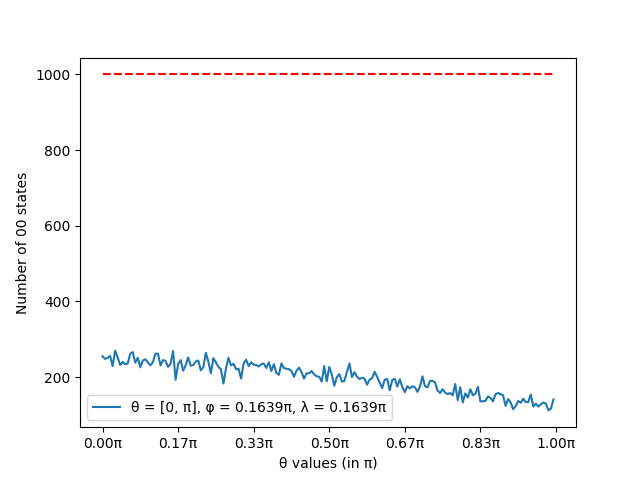 1000
800
600
400
200
Number of 00 states
θ = [0, π], φ = 0.1639π, λ = 0.1639π
0.00π 0.17π 0.33π 0.50π 0.67π 0.83π 1.00π
θ values (in π)